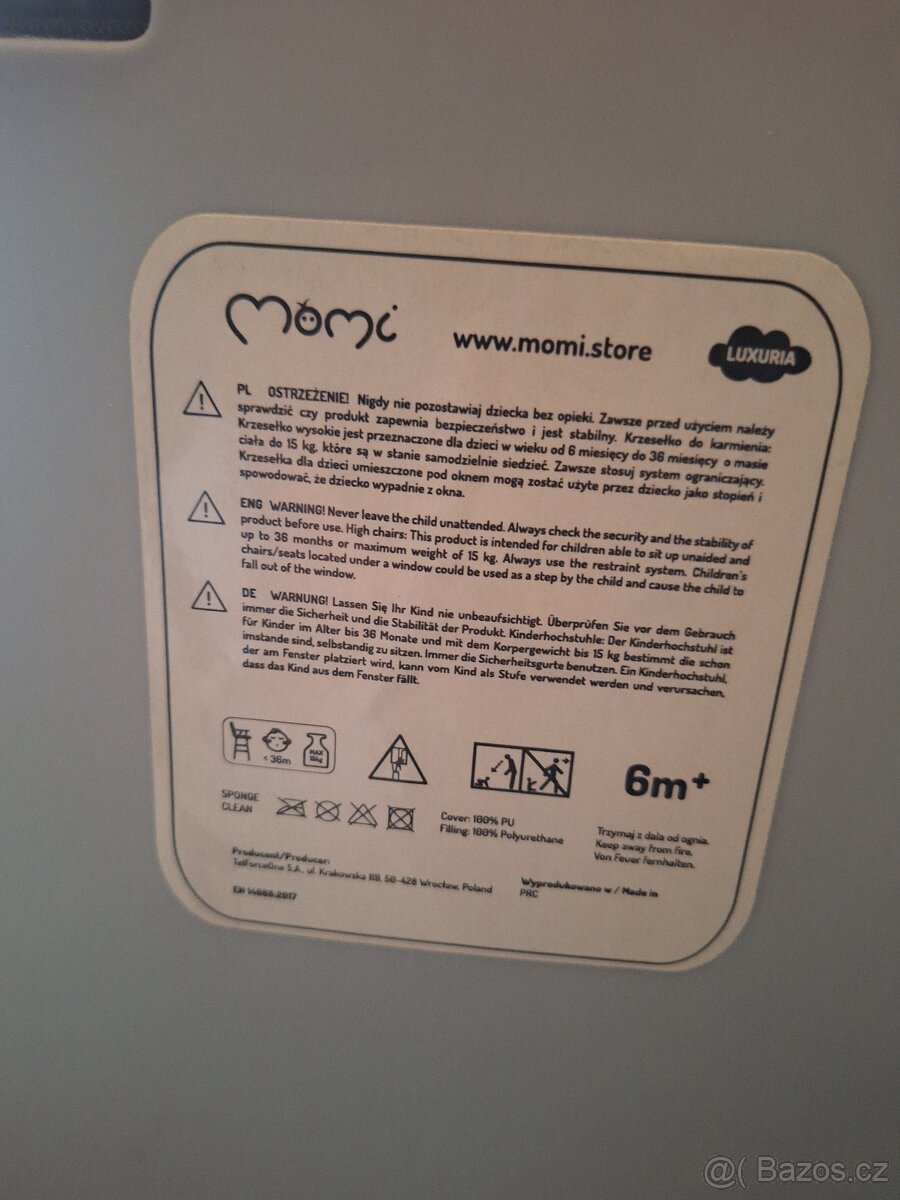 momi
www.momi.store
LUXURIA
PL OSTRZEŻENIE! Nigdy nie pozostawiaj dziecka bez opieki. Zawsze przed użyciem należy
sprawdzić czy produkt zapewnia bezpieczeństwo i jest stabilny. Krzesełko do karmienia:
Krzesełko wysokie jest przeznaczone dla dzieci w wieku od 6 miesięcy do 36 miesięcy o masie
ciała do 15 kg, które są w stanie samodzielnie siedzieć. Zawsze stosuj system ograniczający.
Krzesełka dla dzieci umieszczone pod oknem mogą zostać użyte przez dziecko jako stopień i
spowodować, że dziecko wypadnie z okna.
ENG WARNING! Never leave the child unattended. Always check the security and the stability of
product before use. High chairs: This product is intended for children able to sit up unaided and
up to 36 months or maximum weight of 15 kg. Always use the restraint system. Children's
chairs/seats located under a window could be used as a step by the child and cause the child to
fall out of the window.
DE WARNUNG! Lassen Sie Ihr Kind nie unbeaufsichtigt. Überprüfen Sie vor dem Gebrauch
immer die Sicherheit und die Stabilität der Produkt. Kinderhochstuhle: Der Kinderhochstuhl ist
für Kinder im Alter bis 36 Monate und mit dem Korpergewicht bis 15 kg bestimmt die schon
imstande sind, selbständig zu sitzen. Immer die Sicherheitsgurte benutzen. Ein Kinderhochstuhl,
der am Fenster platziert wird, kann vom Kind als Stufe verwendet werden und verursachen,
dass das Kind aus dem Fenster fällt.
< 36m
MAX
15kg
6m+
SPONGE
CLEAN
Cover: 100% PU
Filling: 100% Polyurethane
Trzymaj z dala od ognia.
Keep away from fire.
Von Feuer fernhalten.
Producent/Producer:
TelForceOne S.A., ul. Krakowska 119, 50-428 Wrocław, Poland
Wyprodukowano w / Made in
PRC
EN 14988:2017
@( Bazos.cz